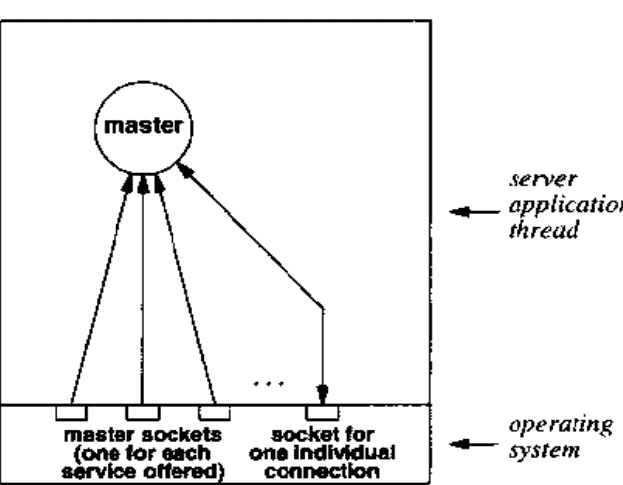 master
server
application
thread
...
master sockets
(one for each
service offered)
socket for
one individual
connection
operating
system